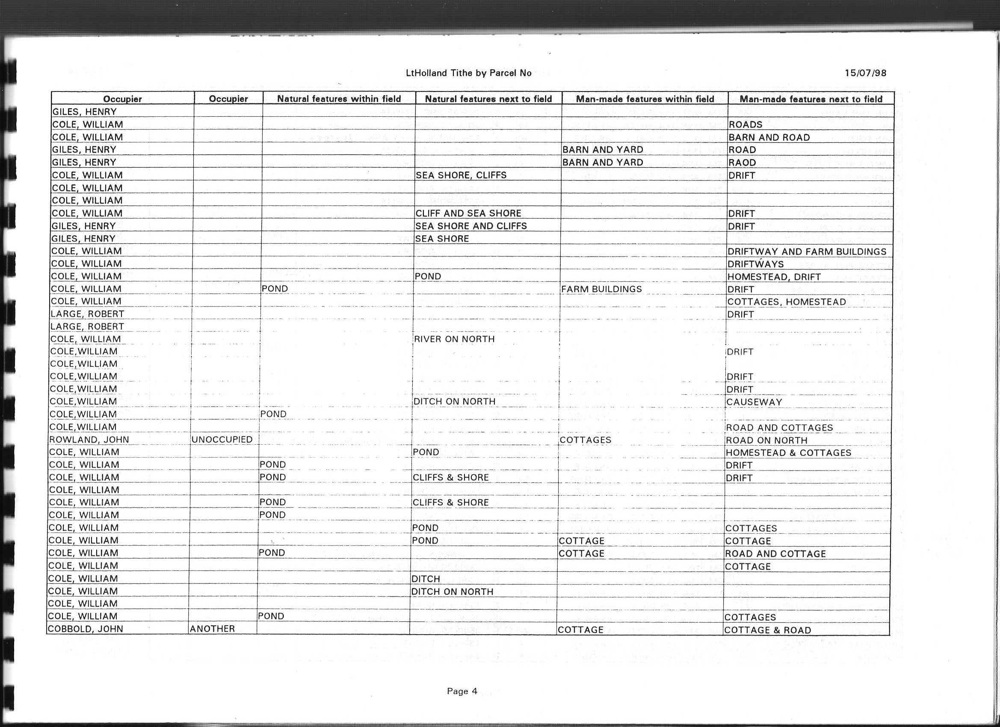 LtHolland Tithe by Parcel No 15/07/98
Occupier Occupier Natural features within field Natural features next to field Man-made features within field Man-made features next to field
GILES, HENRY
COLE, WILLIAM ROADS
COLE, WILLIAM BARN AND ROAD
GILES, HENRY BARN AND YARD ROAD
GILES, HENRY BARN AND YARD RAOD
COLE, WILLIAM SEA SHORE, CLIFFS DRIFT
COLE, WILLIAM
COLE, WILLIAM
COLE, WILLIAM CLIFF AND SEA SHORE DRIFT
GILES, HENRY SEA SHORE AND CLIFFS DRIFT
GILES, HENRY SEA SHORE
COLE, WILLIAM DRIFTWAY AND FARM BUILDINGS
COLE, WILLIAM DRIFTWAYS
COLE, WILLIAM POND HOMESTEAD, DRIFT
COLE, WILLIAM POND FARM BUILDINGS DRIFT
COLE, WILLIAM COTTAGES, HOMESTEAD
LARGE, ROBERT DRIFT
LARGE, ROBERT
COLE, WILLIAM RIVER ON NORTH
COLE,WILLIAM DRIFT
COLE,WILLIAM
COLE,WILLIAM DRIFT
COLE,WILLIAM DRIFT
COLE,WILLIAM DITCH ON NORTH CAUSEWAY
COLE,WILLIAM POND
COLE,WILLIAM ROAD AND COTTAGES
ROWLAND, JOHN UNOCCUPIED COTTAGES ROAD ON NORTH
COLE, WILLIAM POND HOMESTEAD & COTTAGES
COLE, WILLIAM POND DRIFT
COLE, WILLIAM POND CLIFFS & SHORE DRIFT
COLE, WILLIAM
COLE, WILLIAM POND CLIFFS & SHORE
COLE, WILLIAM POND
COLE, WILLIAM POND COTTAGES
COLE, WILLIAM POND COTTAGE COTTAGE
COLE, WILLIAM POND COTTAGE ROAD AND COTTAGE
COLE, WILLIAM COTTAGE
COLE, WILLIAM DITCH
COLE, WILLIAM DITCH ON NORTH
COLE, WILLIAM
COLE, WILLIAM POND COTTAGES
COBBOLD, JOHN ANOTHER COTTAGE COTTAGE & ROAD
Page 4